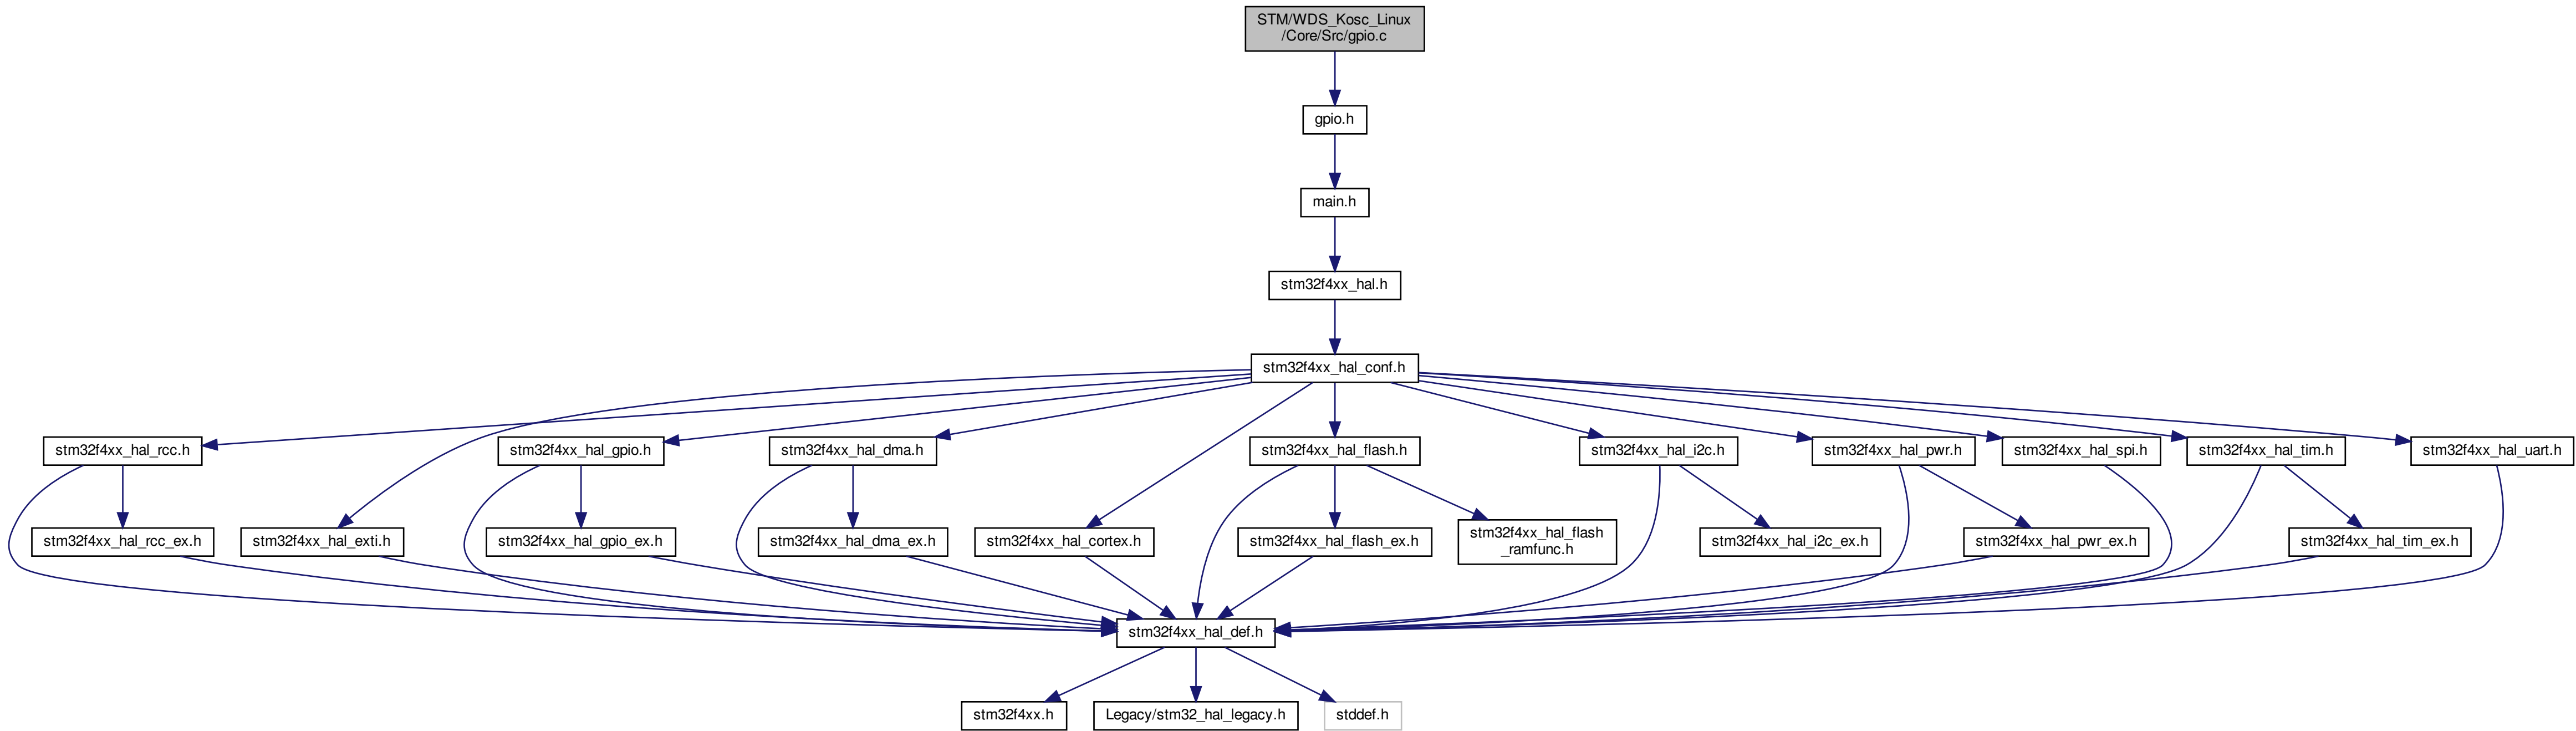 STM/WDS_Kosc_Linux
/Core/Src/gpio.c
gpio.h
main.h
stm32f4xx_hal.h
stm32f4xx_hal_conf.h
stm32f4xx_hal_rcc.h
stm32f4xx_hal_gpio.h
stm32f4xx_hal_dma.h
stm32f4xx_hal_flash.h
stm32f4xx_hal_i2c.h
stm32f4xx_hal_pwr.h
stm32f4xx_hal_spi.h
stm32f4xx_hal_tim.h
stm32f4xx_hal_uart.h
stm32f4xx_hal_rcc_ex.h
stm32f4xx_hal_exti.h
stm32f4xx_hal_gpio_ex.h
stm32f4xx_hal_dma_ex.h
stm32f4xx_hal_cortex.h
stm32f4xx_hal_flash_ex.h
stm32f4xx_hal_flash
_ramfunc.h
stm32f4xx_hal_i2c_ex.h
stm32f4xx_hal_pwr_ex.h
stm32f4xx_hal_tim_ex.h
stm32f4xx_hal_def.h
stm32f4xx.h
Legacy/stm32_hal_legacy.h
stddef.h